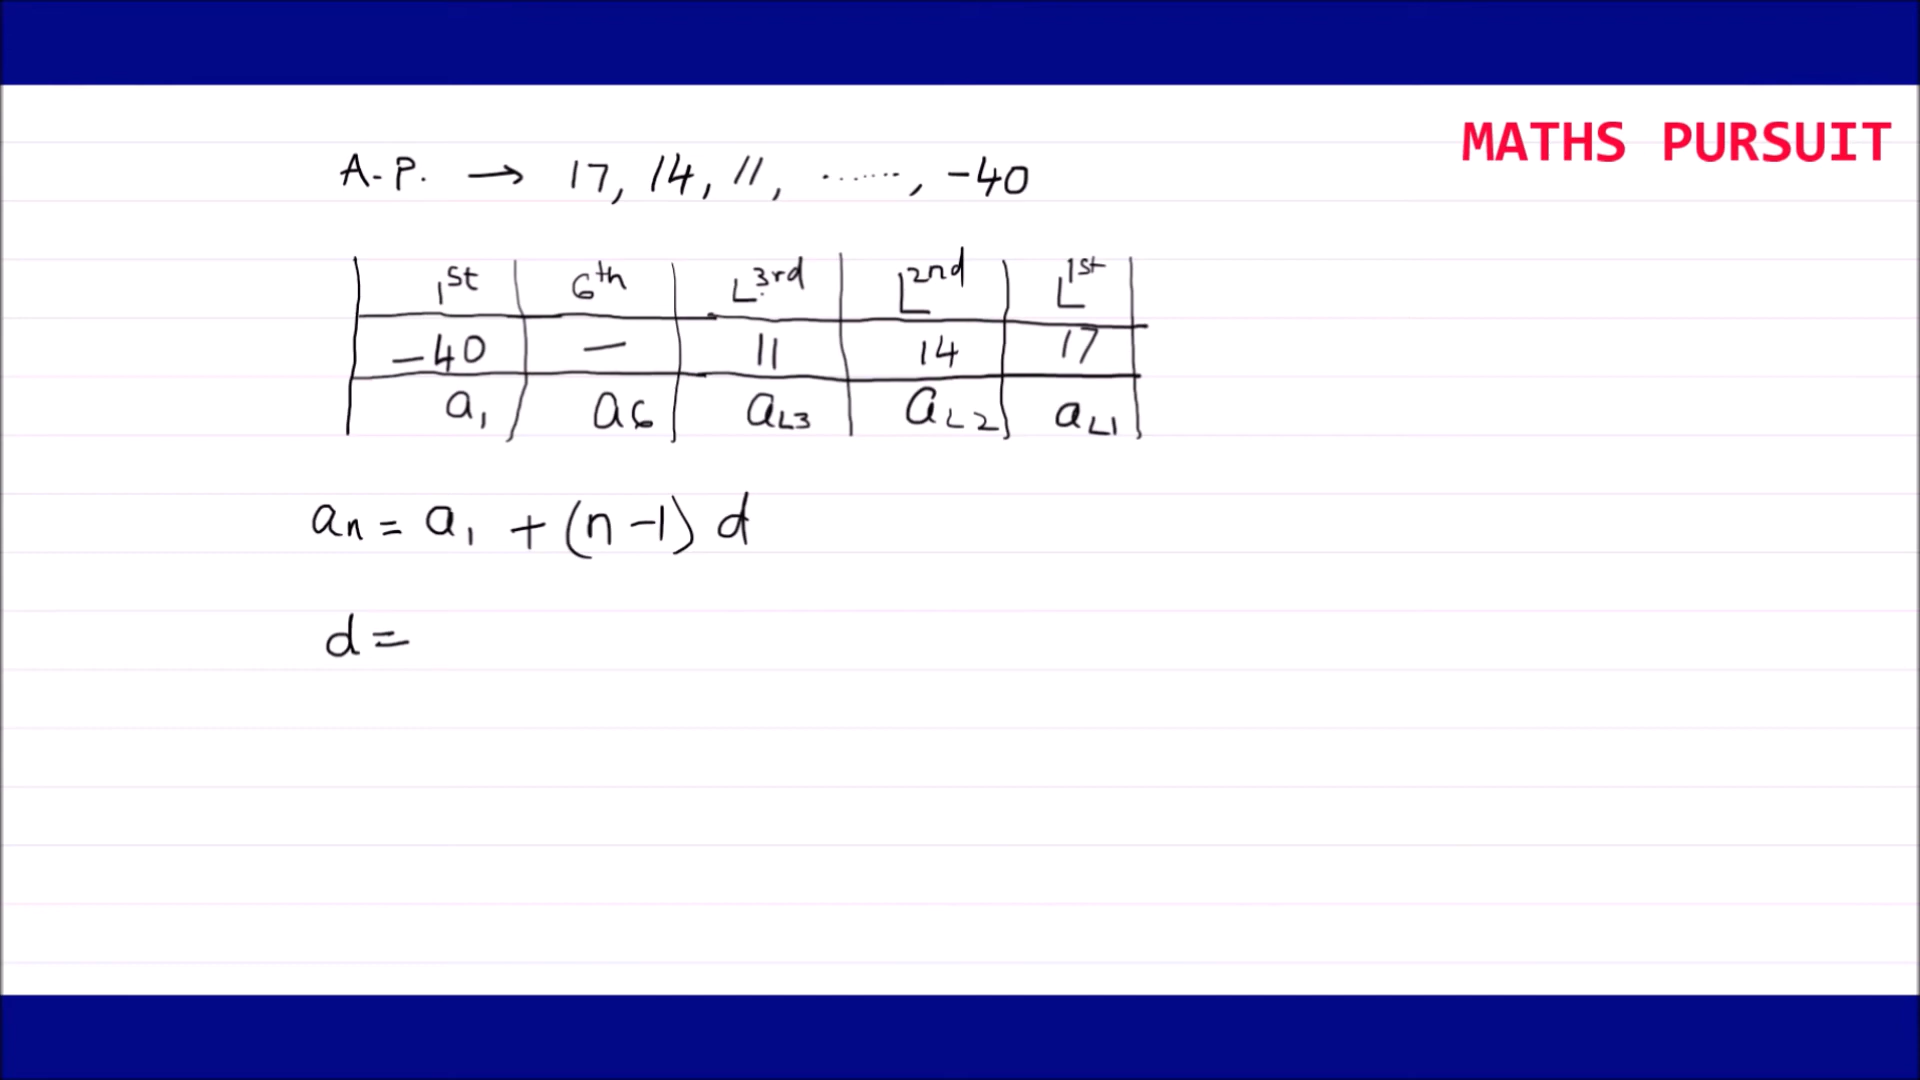 MATHS PURSUIT
A.P. → 17, 14, 11, ......., -40
1st 6th L3rd L2nd L1st
-40 — 11 14 17
a1 a6 aL3 aL2 aL1
an = a1 + (n-1) d
d =